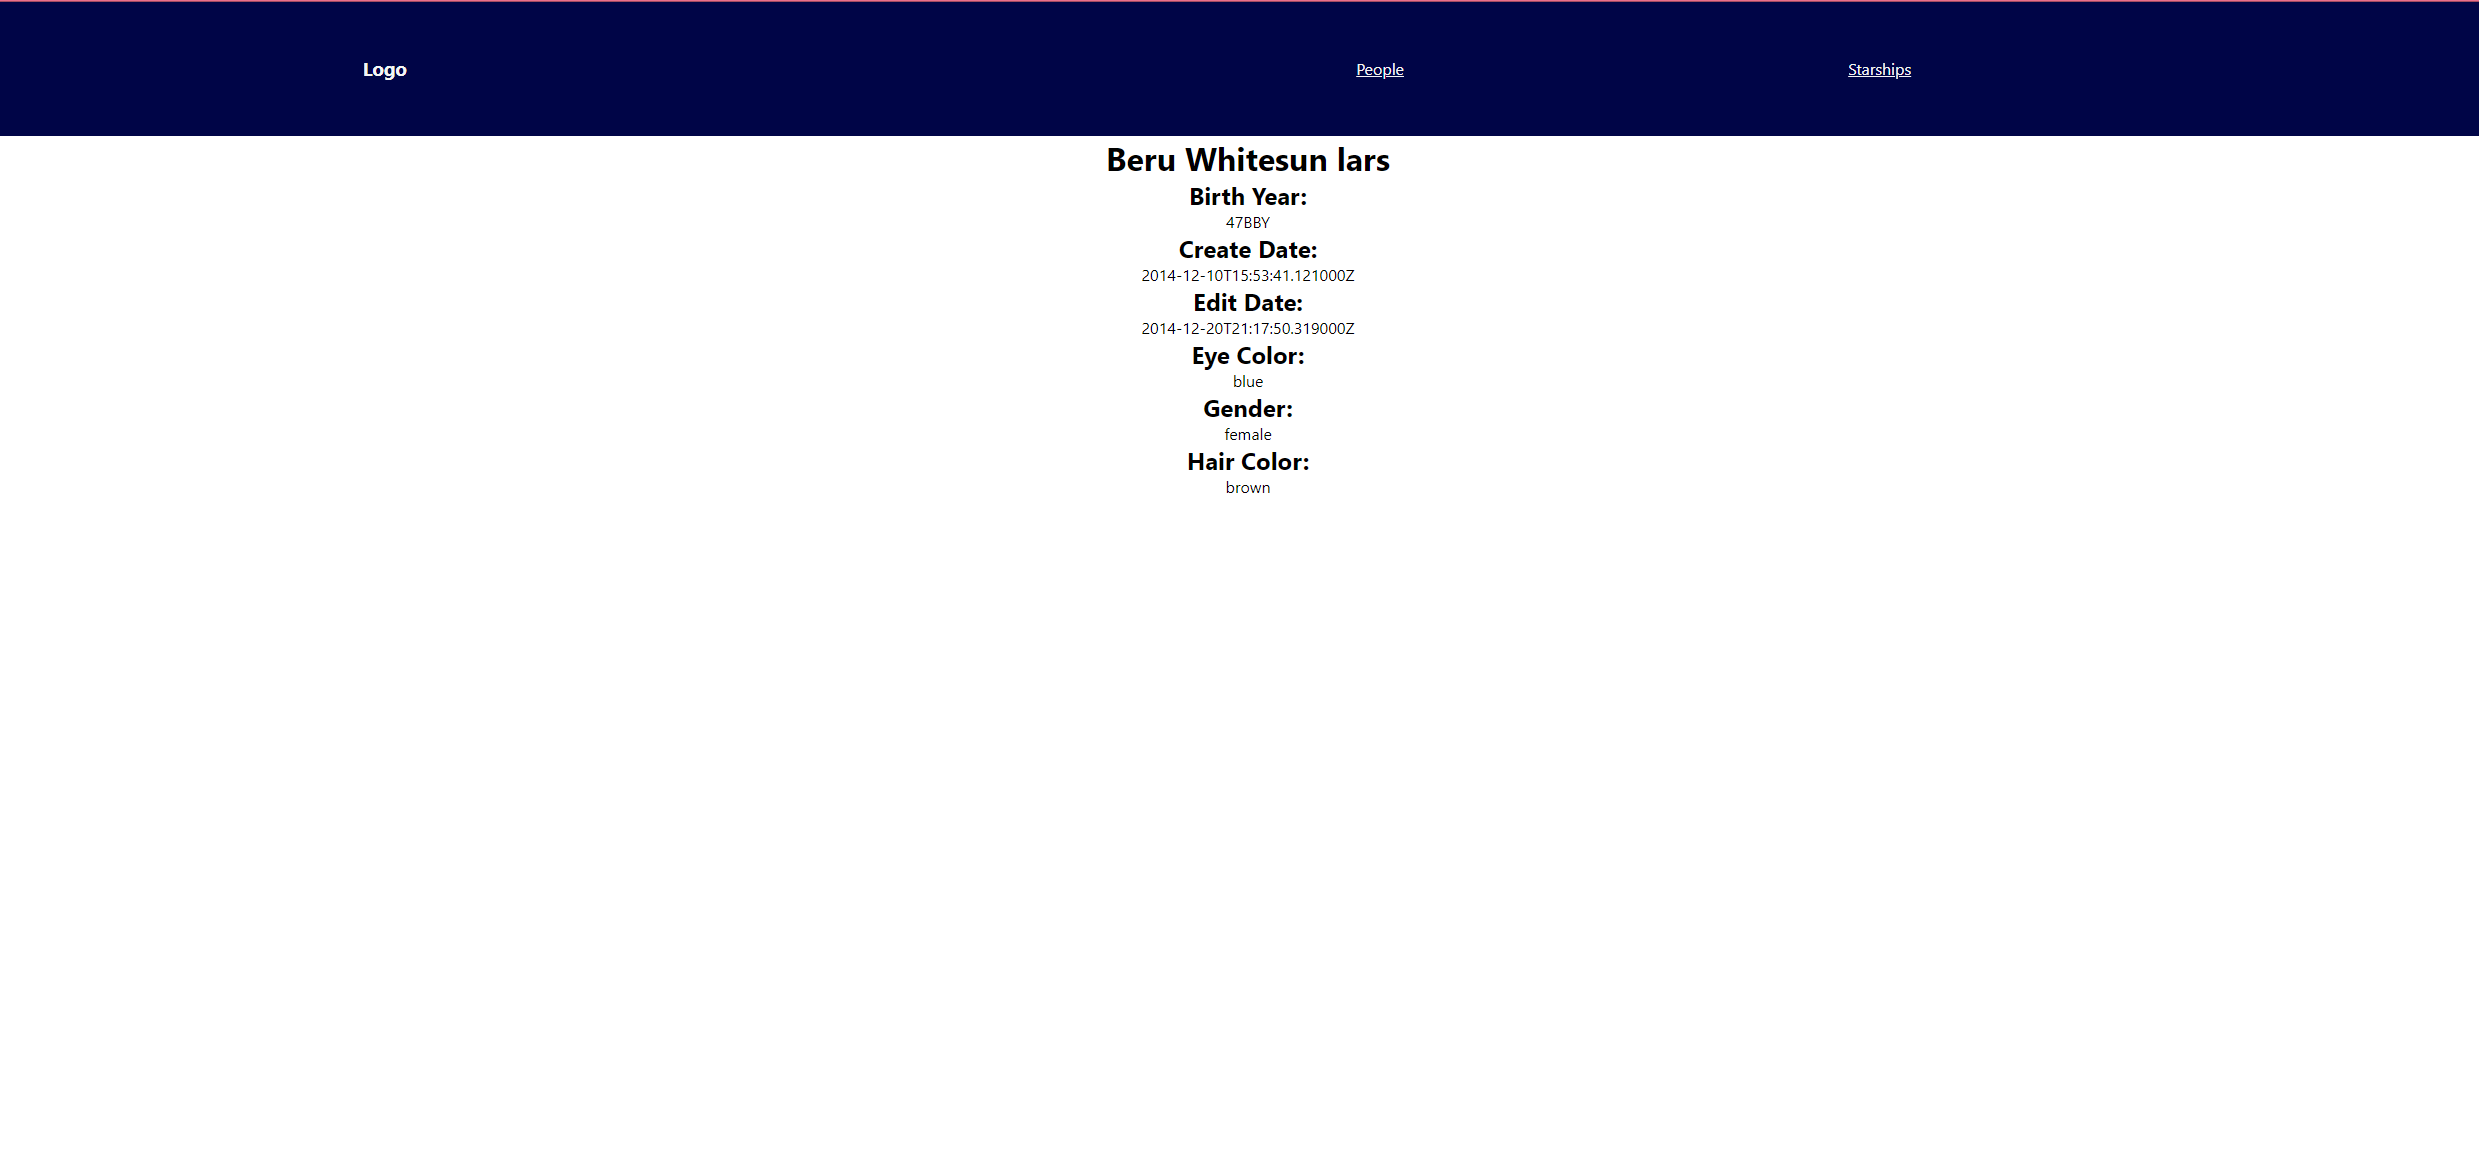 Logo
People
Starships
Beru Whitesun lars
Birth Year:
47BBY
Create Date:
2014-12-10T15:53:41.121000Z
Edit Date:
2014-12-20T21:17:50.319000Z
Eye Color:
blue
Gender:
female
Hair Color:
brown